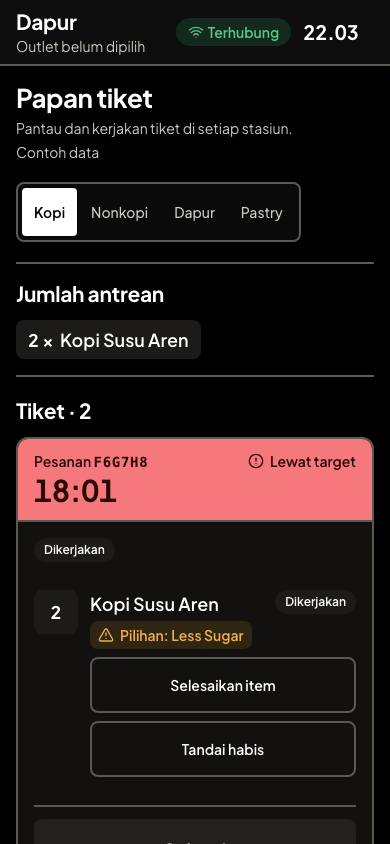 Dapur
Outlet belum dipilih
Terhubung
22.03
Papan tiket
Pantau dan kerjakan tiket di setiap stasiun.
Contoh data
Kopi
Nonkopi
Dapur
Pastry
Jumlah antrean
2 × Kopi Susu Aren
Tiket · 2
Pesanan F6G7H8
Lewat target
18:01
Dikerjakan
2
Kopi Susu Aren
Dikerjakan
Pilihan: Less Sugar
Selesaikan item
Tandai habis